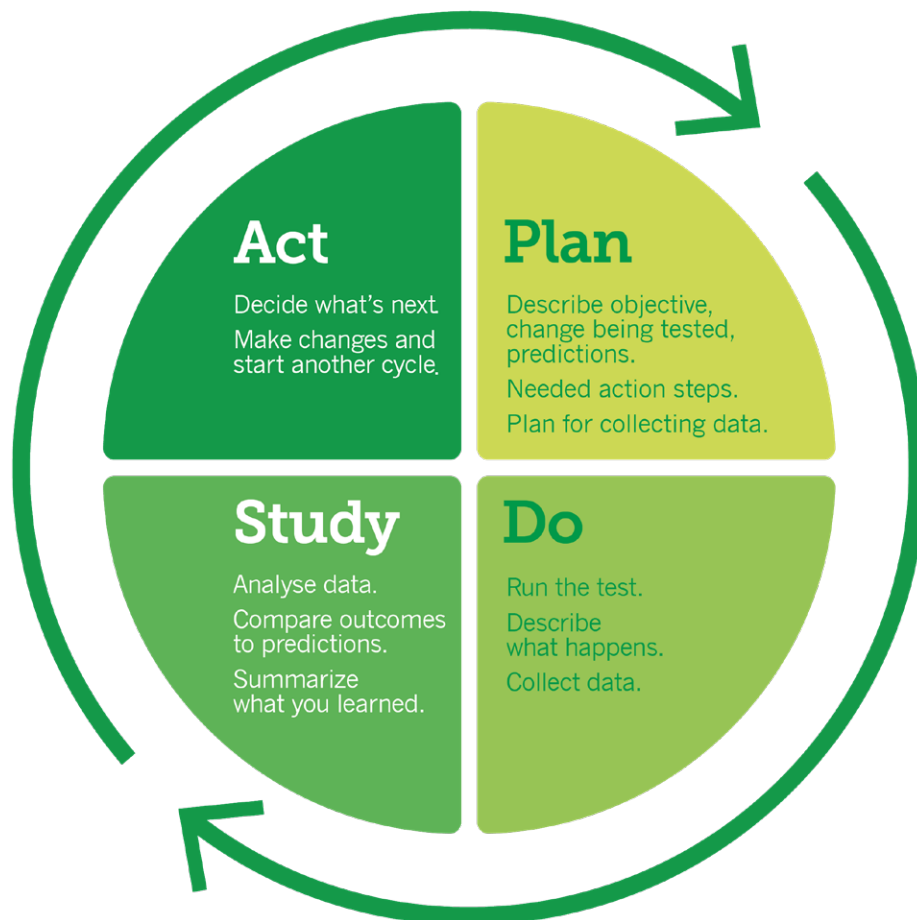 Act
Decide what's next.
Make changes and
start another cycle.
Plan
Describe objective,
change being tested,
predictions.
Needed action steps.
Plan for collecting data.
Study
Analyse data.
Compare outcomes
to predictions.
Summarize
what you learned.
Do
Run the test.
Describe
what happens.
Collect data.